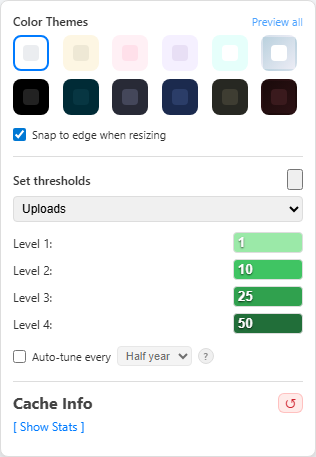 Color Themes
Preview all
Snap to edge when resizing
Set thresholds
Uploads
Level 1:
1
Level 2:
10
Level 3:
25
Level 4:
50
Auto-tune every
Half year
?
Cache Info
↺
[ Show Stats ]